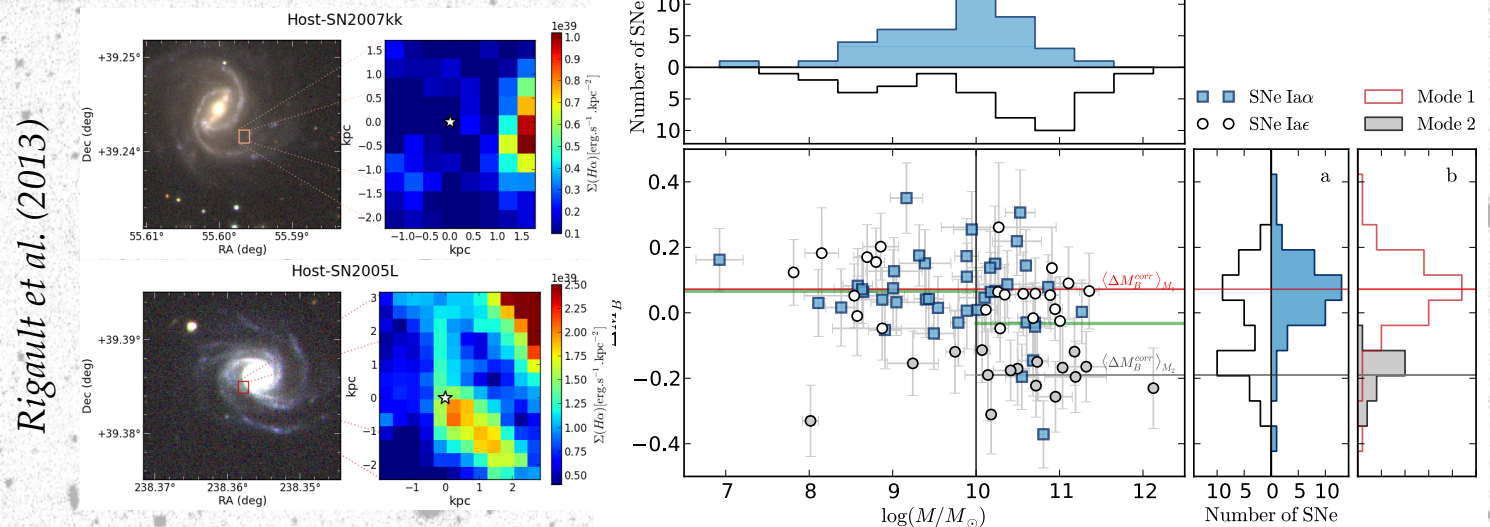 Rigault et al. (2013)
Host-SN2007kk
+39.25°
+39.24°
Dec (deg)
55.61° 55.60° 55.59°
RA (deg)
1.5
1.0
0.5
0.0
−0.5
−1.0
−1.5
−2.0
kpc
−1.0 −0.5 0.0 0.5 1.0 1.5
kpc
1e39
1.0
0.9
0.8
0.7
0.6
0.5
0.4
0.3
0.2
0.1
Σ(Hα)[erg.s⁻¹.kpc⁻²]
Host-SN2005L
+39.39°
+39.38°
Dec (deg)
238.37° 238.36° 238.35°
RA (deg)
3
2
1
0
−1
−2
kpc
−1 0 1 2
kpc
1e39
2.50
2.25
2.00
1.75
1.50
1.25
1.00
0.75
0.50
Σ(Hα)[erg.s⁻¹.kpc⁻²]
Number of SNe
10
5
0
5
10
SNe Iaα
SNe Iaϵ
Mode 1
Mode 2
0.4
0.2
0.0
−0.2
−0.4
⟨ΔM_B^corr⟩_M₁
⟨ΔM_B^corr⟩_M₂
7 8 9 10 11 12
log(M/M⊙)
a
b
10 5 0 5 10
Number of SNe